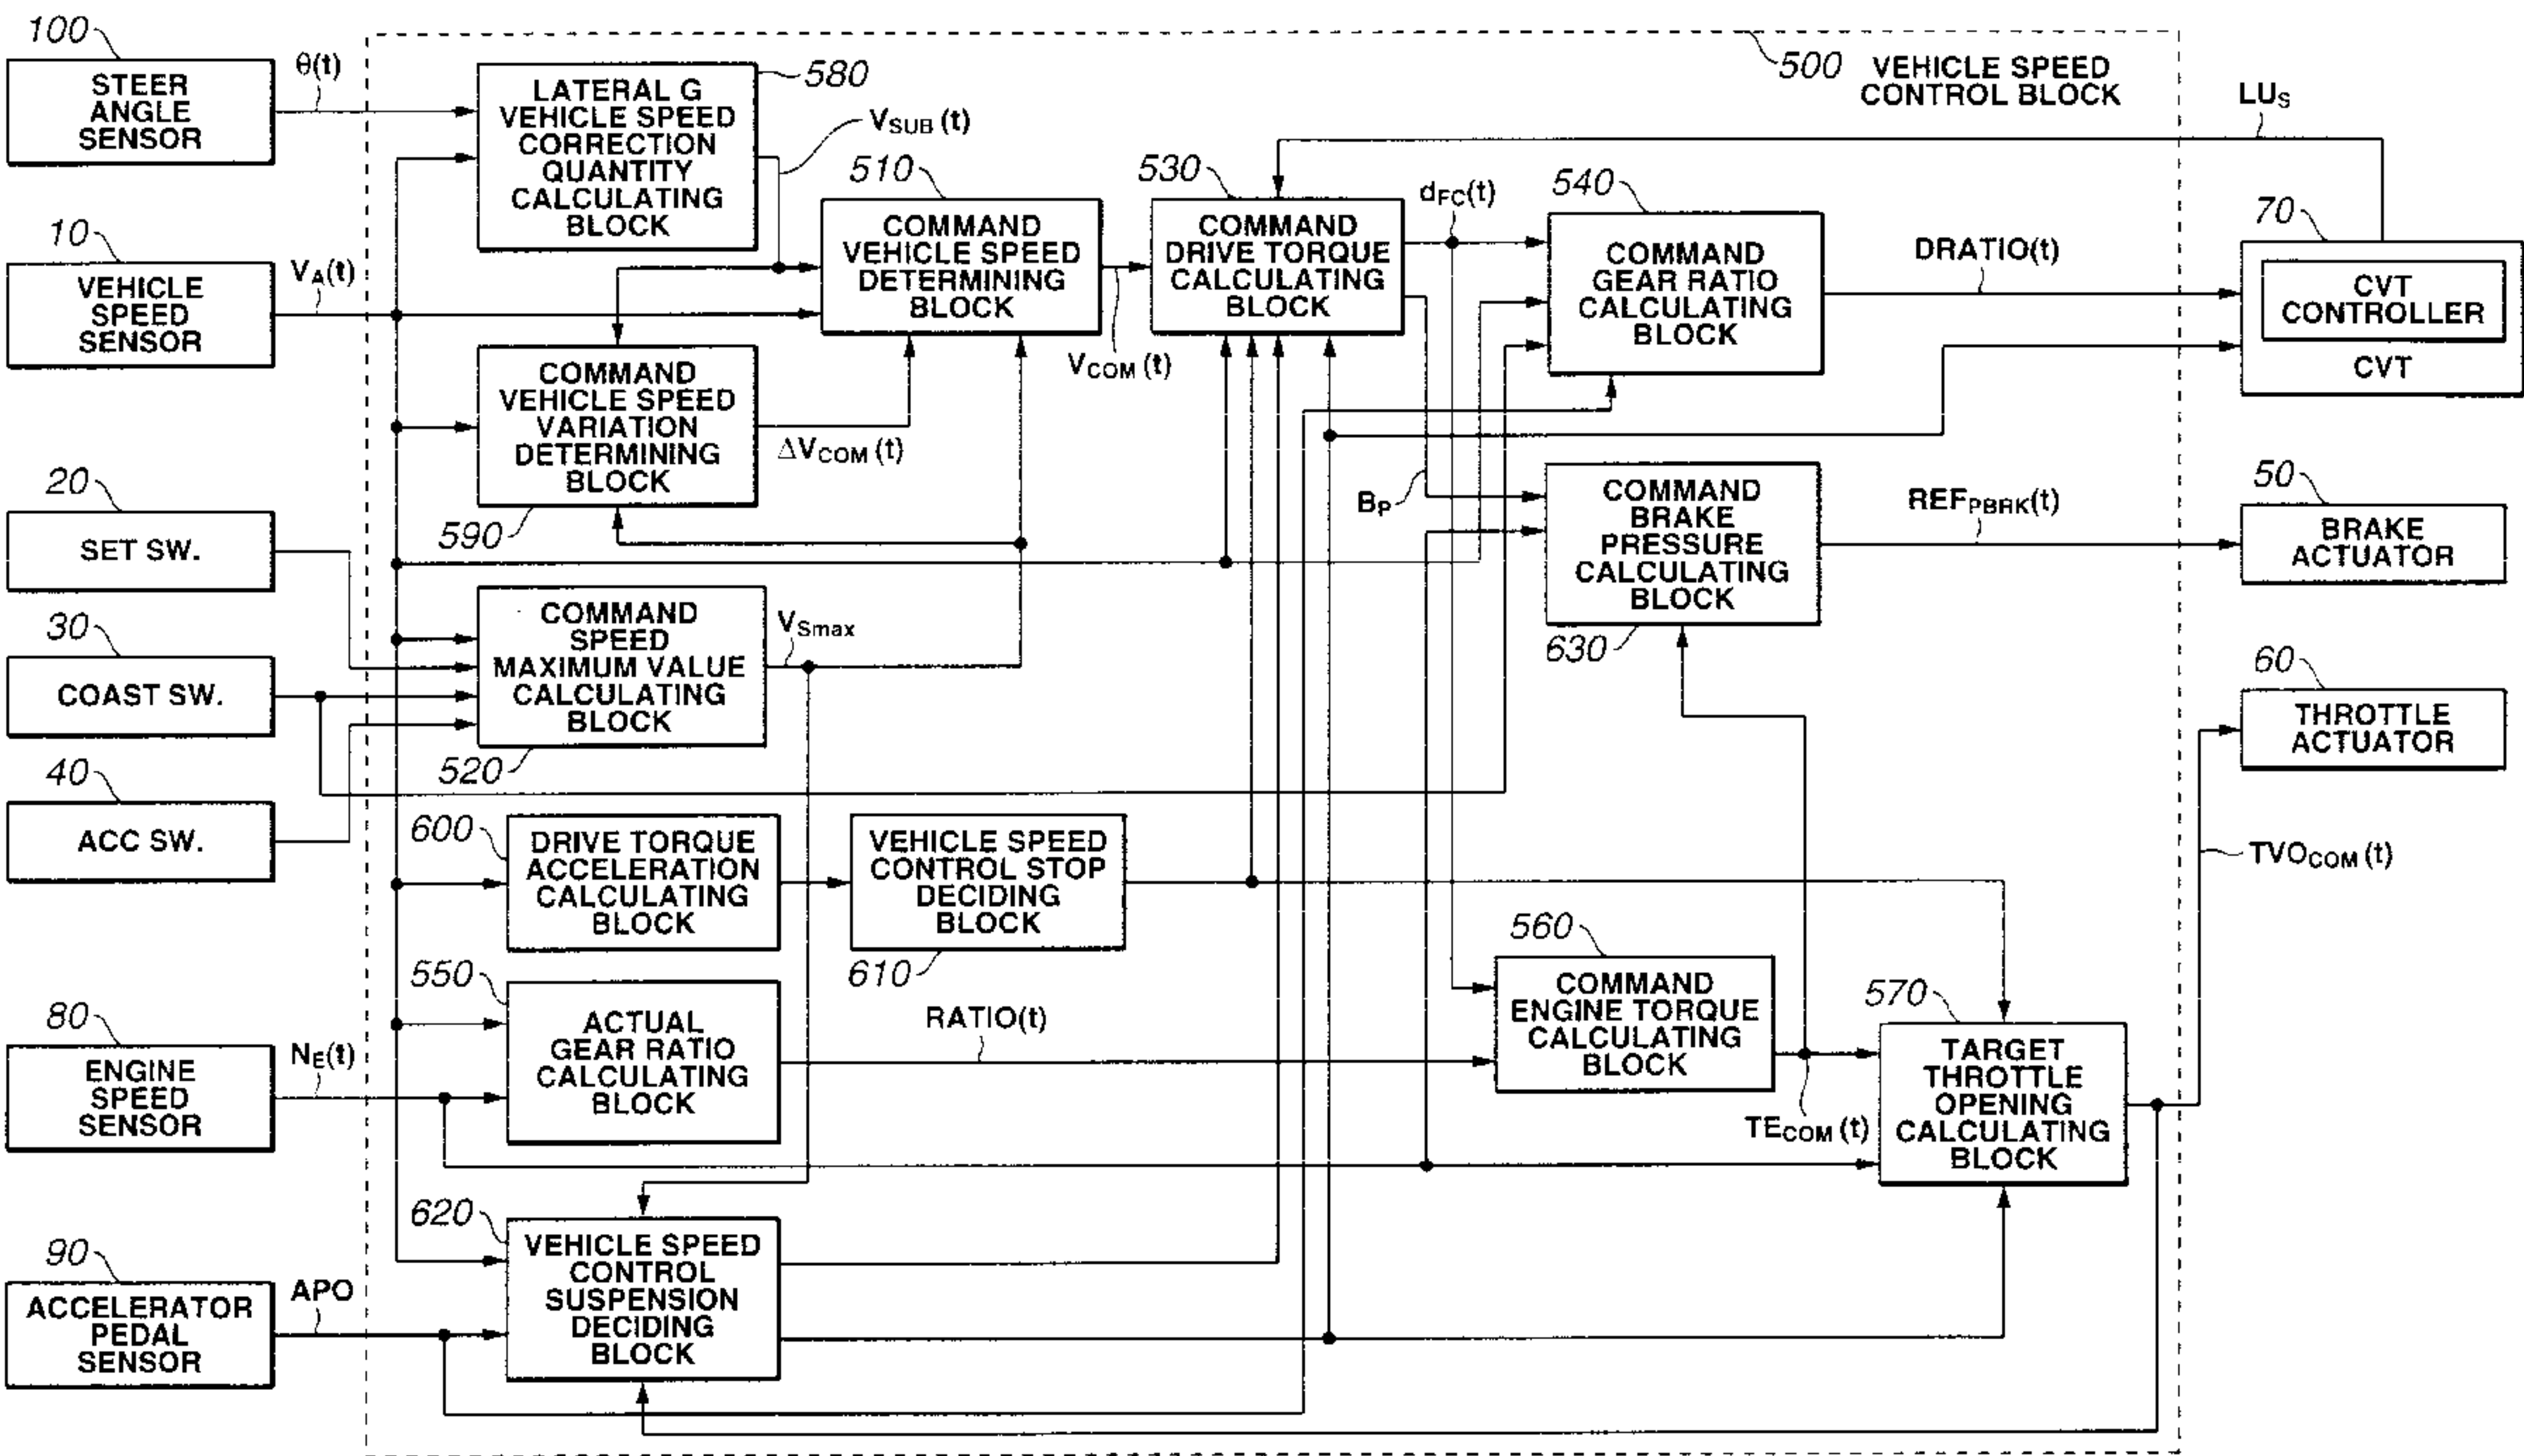 100
STEER
ANGLE
SENSOR
θ(t)
10
VEHICLE
SPEED
SENSOR
VA(t)
20
SET SW.
30
COAST SW.
40
ACC SW.
80
ENGINE
SPEED
SENSOR
NE(t)
90
ACCELERATOR
PEDAL
SENSOR
APO
500
VEHICLE SPEED
CONTROL BLOCK
580
LATERAL G
VEHICLE SPEED
CORRECTION
QUANTITY
CALCULATING
BLOCK
VSUB (t)
COMMAND
VEHICLE SPEED
VARIATION
DETERMINING
BLOCK
590
ΔVCOM (t)
COMMAND
SPEED
MAXIMUM VALUE
CALCULATING
BLOCK
520
VSmax
600
DRIVE TORQUE
ACCELERATION
CALCULATING
BLOCK
VEHICLE SPEED
CONTROL STOP
DECIDING
BLOCK
610
550
ACTUAL
GEAR RATIO
CALCULATING
BLOCK
RATIO(t)
620
VEHICLE SPEED
CONTROL
SUSPENSION
DECIDING
BLOCK
510
COMMAND
VEHICLE SPEED
DETERMINING
BLOCK
VCOM (t)
530
COMMAND
DRIVE TORQUE
CALCULATING
BLOCK
dFC(t)
BP
540
COMMAND
GEAR RATIO
CALCULATING
BLOCK
DRATIO(t)
COMMAND
BRAKE
PRESSURE
CALCULATING
BLOCK
630
REFPBRK(t)
560
COMMAND
ENGINE TORQUE
CALCULATING
BLOCK
TECOM (t)
570
TARGET
THROTTLE
OPENING
CALCULATING
BLOCK
LUS
70
CVT
CONTROLLER
CVT
50
BRAKE
ACTUATOR
60
THROTTLE
ACTUATOR
TVOCOM (t)